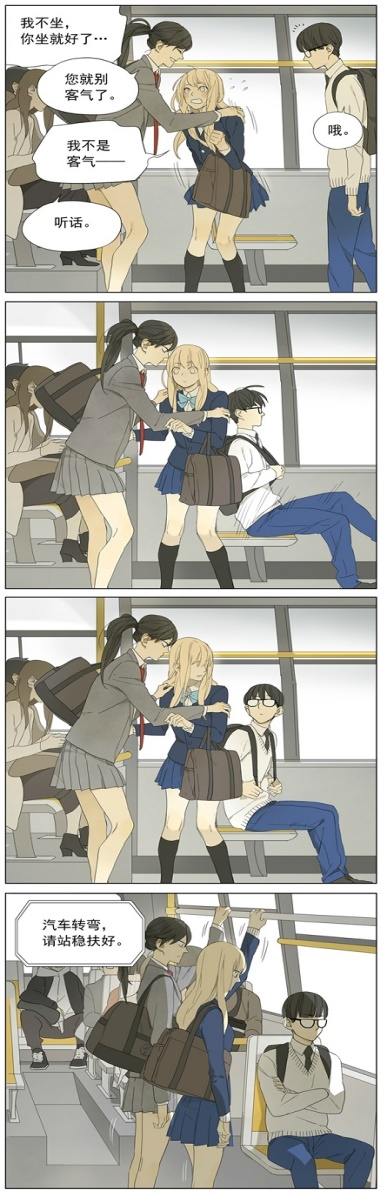 我不坐，
你坐就好了…
您就别
客气了。
我不是
客气——
听话。
哦。
汽车转弯，
请站稳扶好。